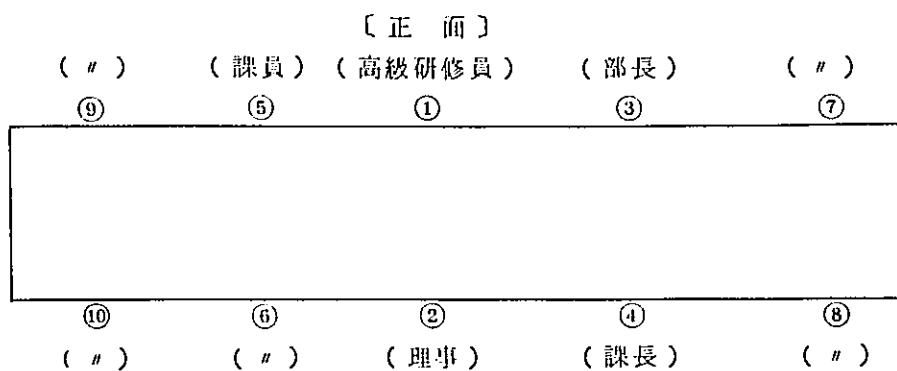 〔正 面〕
(〃) (課員) (高級研修員) (部長) (〃)
⑨ ⑤ ① ③ ⑦
⑩ ⑥ ② ④ ⑧
(〃) (〃) (理事) (課長) (〃)